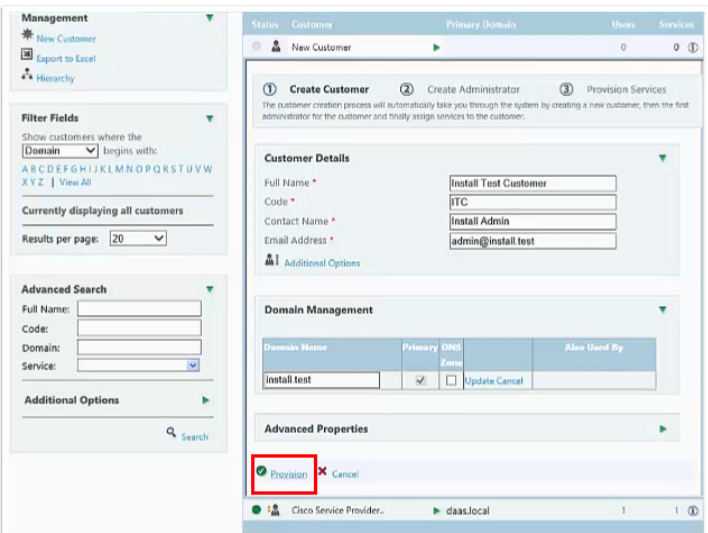 Management
New Customer
Export to Excel
Hierarchy
Filter Fields
Show customers where the
Domain begins with:
A B C D E F G H I J K L M N O P Q R S T U V W
X Y Z | View All
Currently displaying all customers
Results per page: 20
Advanced Search
Full Name:
Code:
Domain:
Service:
Additional Options
Search
Status Customer Primary Domain Users Services
New Customer 0 0
1 Create Customer 2 Create Administrator 3 Provision Services
The customer creation process will automatically take you through the system by creating a new customer, then the first
administrator for the customer and finally assign services to the customer.
Customer Details
Full Name * Install Test Customer
Code * ITC
Contact Name * Install Admin
Email Address * admin@install.test
Additional Options
Domain Management
Domain Name Primary DNS Zone Also Used By
install.test Update Cancel
Advanced Properties
Provision Cancel
Cisco Service Provider.. daas.local 1 1